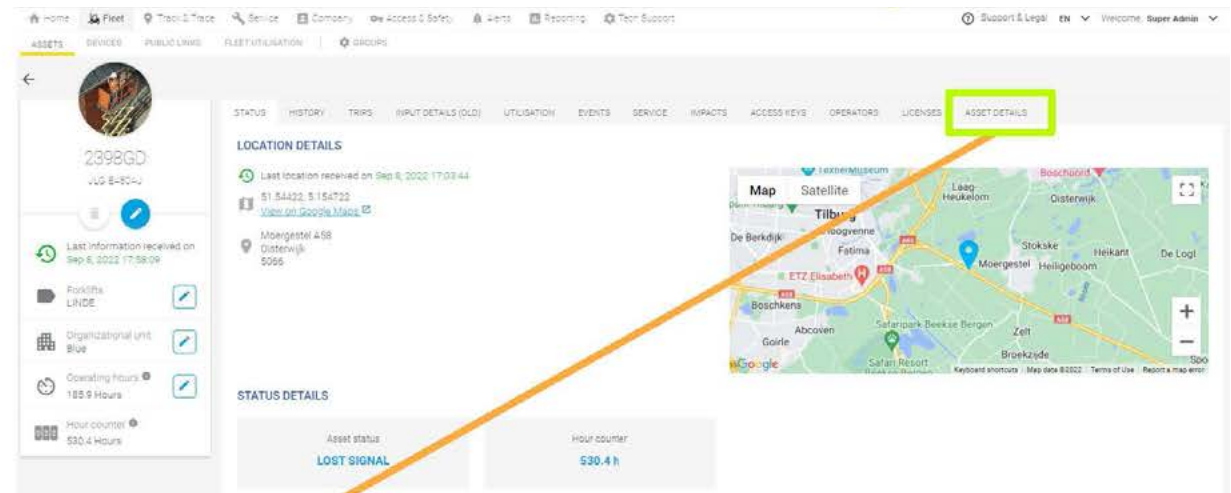 Home Fleet Track & Trace Service Company Access & Safety Alerts Reporting Tech Support Support & Legal EN Welcome, Super Admin
ASSETS DEVICES PUBLIC LINKS FLEET UTILISATION GROUPS
STATUS HISTORY TRIPS INPUT DETAILS (OLD) UTILISATION EVENTS SERVICE IMPACTS ACCESS KEYS OPERATORS LICENSES ASSET DETAILS
2398GD
LOCATION DETAILS
Last location received on Sep 8, 2022 17:03:44
51.54422, 5.154722
View on Google Maps
Moergestel A58
Oisterwijk
5066
Last information received on
Sep 8, 2022 17:58:09
Forklifts
LINDE
Organizational unit
Blue
Operating hours
185.9 Hours
Hour counter
530.4 Hours
Map Satellite
TextielMuseum
Tilburg
De Berkdijk
Hoogvenne
Fatima
ETZ Elisabeth
Boschkens
Abcoven
Goirle
Laag-
Heukelom
Oisterwijk
Stokske
Heikant
De Logt
Moergestel Heiligeboom
Safaripark Beekse Bergen
Zelf
Broekzijde
Safari Resort
Google
Keyboard shortcuts Map data ©2022 Terms of Use Report a map error
STATUS DETAILS
Asset status
LOST SIGNAL
Hour counter
530.4 h